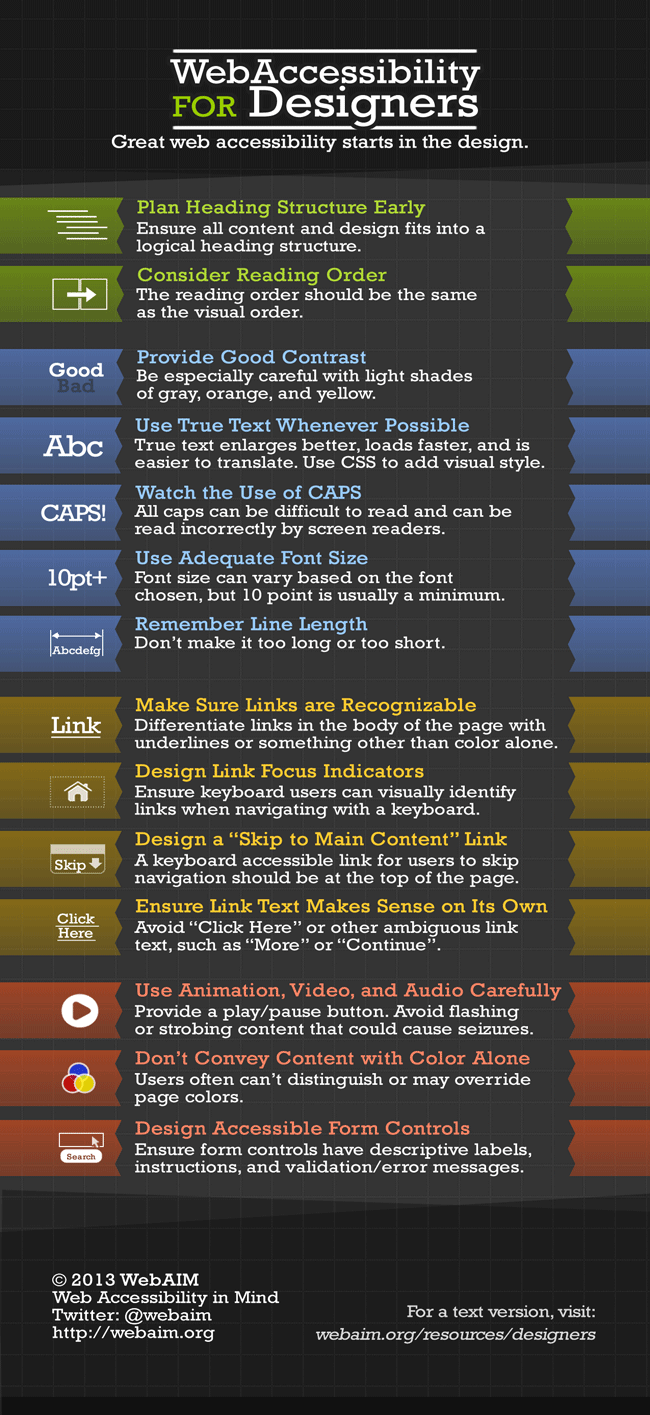 WebAccessibility
FOR Designers
Great web accessibility starts in the design.
Plan Heading Structure Early
Ensure all content and design fits into a
logical heading structure.
Consider Reading Order
The reading order should be the same
as the visual order.
Good
Bad
Provide Good Contrast
Be especially careful with light shades
of gray, orange, and yellow.
Abc
Use True Text Whenever Possible
True text enlarges better, loads faster, and is
easier to translate. Use CSS to add visual style.
CAPS!
Watch the Use of CAPS
All caps can be difficult to read and can be
read incorrectly by screen readers.
10pt+
Use Adequate Font Size
Font size can vary based on the font
chosen, but 10 point is usually a minimum.
Abcdefg
Remember Line Length
Don't make it too long or too short.
Link
Make Sure Links are Recognizable
Differentiate links in the body of the page with
underlines or something other than color alone.
Design Link Focus Indicators
Ensure keyboard users can visually identify
links when navigating with a keyboard.
Skip
Design a “Skip to Main Content” Link
A keyboard accessible link for users to skip
navigation should be at the top of the page.
Click
Here
Ensure Link Text Makes Sense on Its Own
Avoid “Click Here” or other ambiguous link
text, such as “More” or “Continue”.
Use Animation, Video, and Audio Carefully
Provide a play/pause button. Avoid flashing
or strobing content that could cause seizures.
Don't Convey Content with Color Alone
Users often can't distinguish or may override
page colors.
Search
Design Accessible Form Controls
Ensure form controls have descriptive labels,
instructions, and validation/error messages.
© 2013 WebAIM
Web Accessibility in Mind
Twitter: @webaim
http://webaim.org
For a text version, visit:
webaim.org/resources/designers